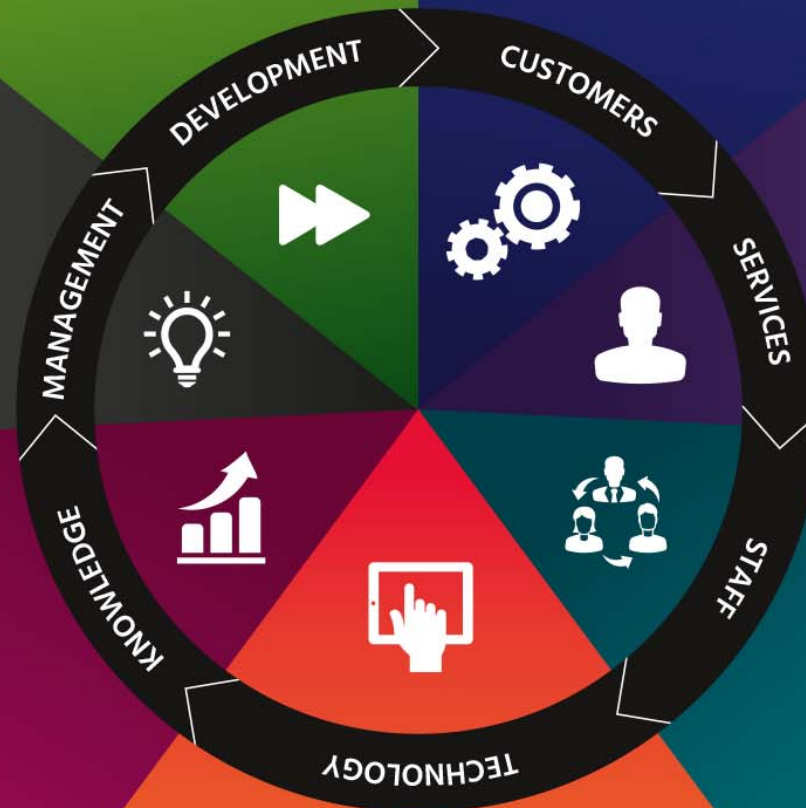 DEVELOPMENT
CUSTOMERS
SERVICES
STAFF
TECHNOLOGY
KNOWLEDGE
MANAGEMENT